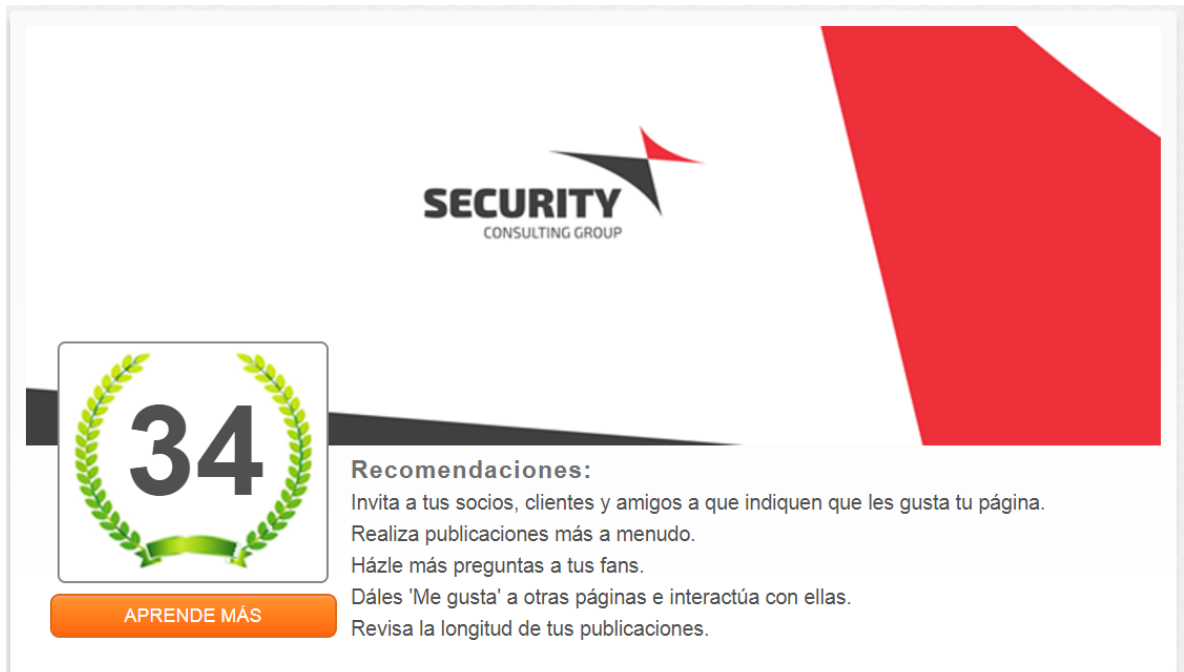 SECURITY
CONSULTING GROUP
34
Recomendaciones:
Invita a tus socios, clientes y amigos a que indiquen que les gusta tu página.
Realiza publicaciones más a menudo.
Házle más preguntas a tus fans.
Dáles 'Me gusta' a otras páginas e interactúa con ellas.
Revisa la longitud de tus publicaciones.
APRENDE MÁS